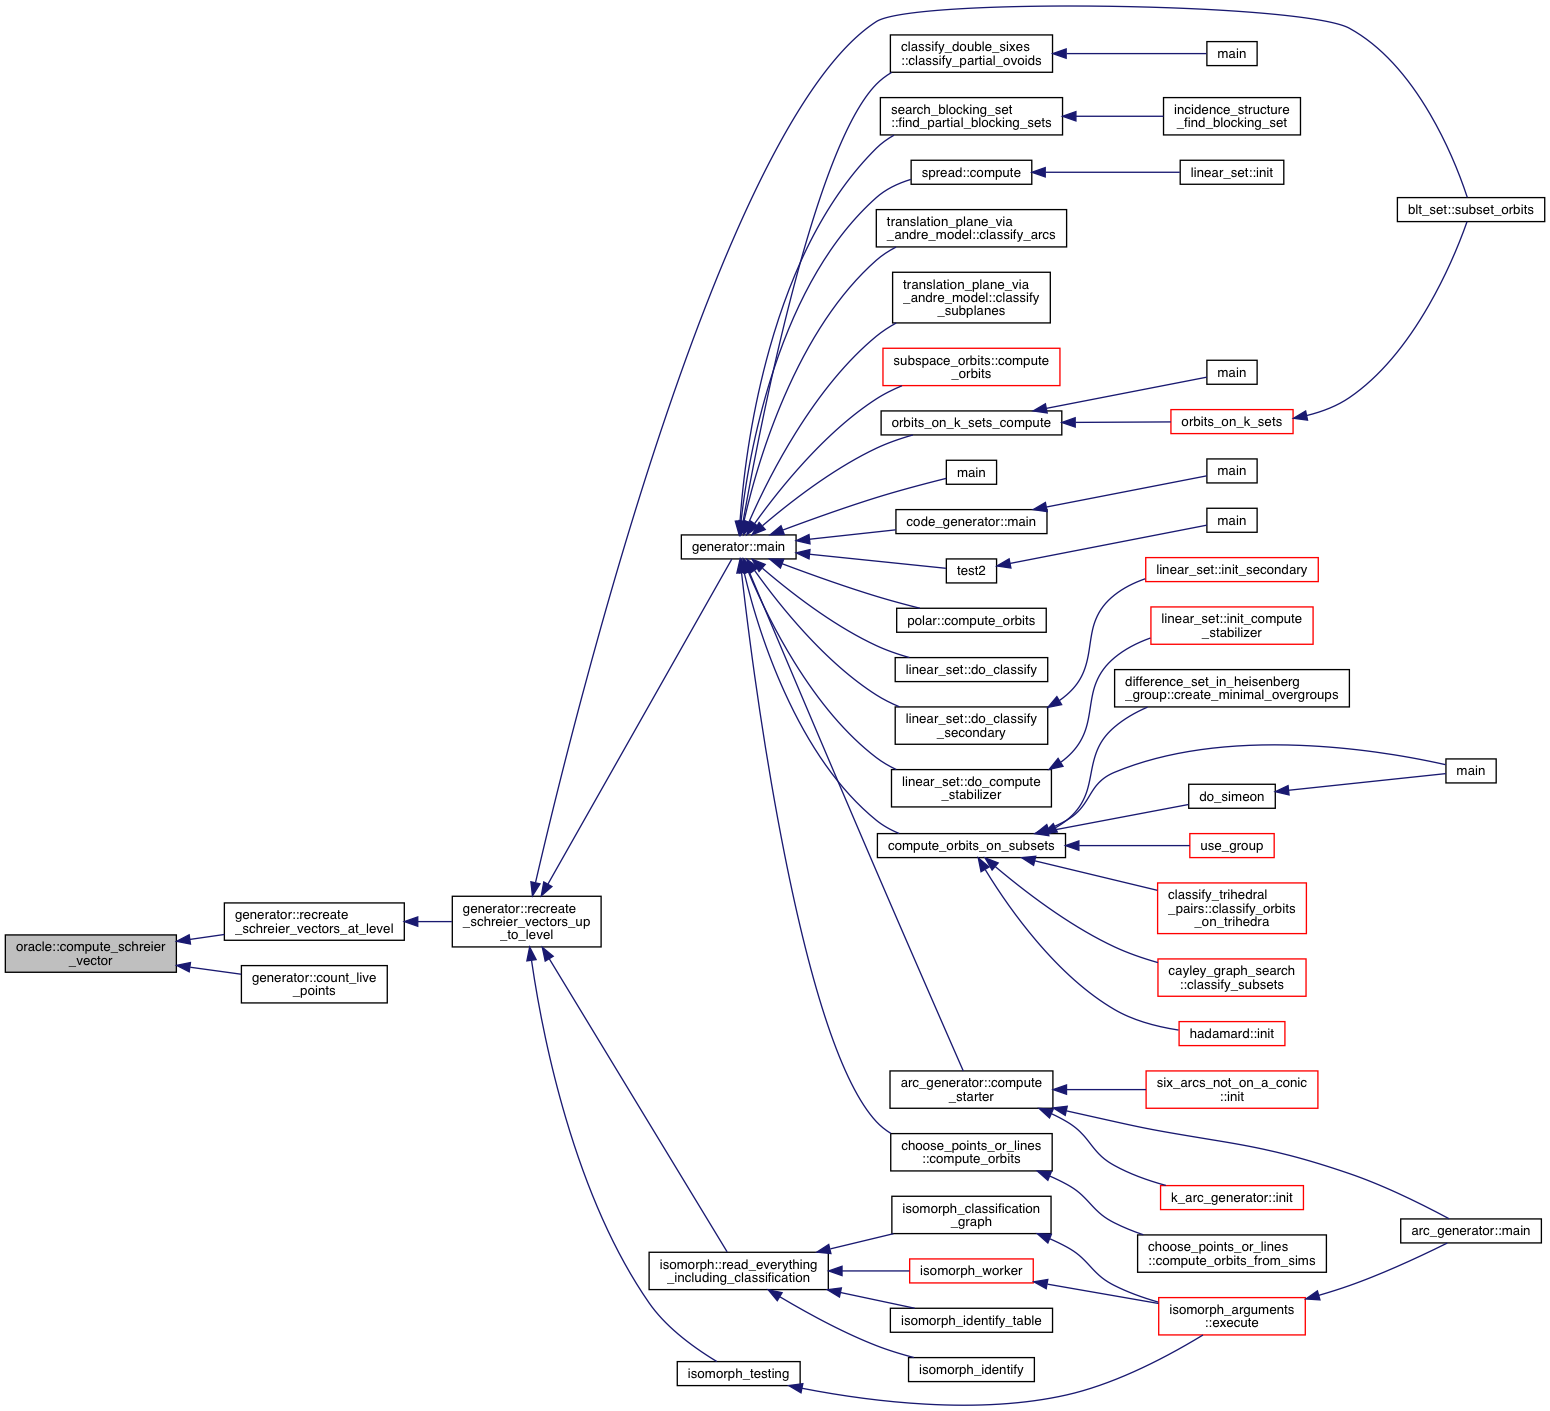 oracle::compute_schreier
_vector
generator::recreate
_schreier_vectors_at_level
generator::count_live
_points
generator::recreate
_schreier_vectors_up
_to_level
generator::main
isomorph::read_everything
_including_classification
isomorph_testing
classify_double_sixes
::classify_partial_ovoids
search_blocking_set
::find_partial_blocking_sets
spread::compute
translation_plane_via
_andre_model::classify_arcs
translation_plane_via
_andre_model::classify
_subplanes
subspace_orbits::compute
_orbits
orbits_on_k_sets_compute
main
code_generator::main
test2
polar::compute_orbits
linear_set::do_classify
linear_set::do_classify
_secondary
linear_set::do_compute
_stabilizer
compute_orbits_on_subsets
arc_generator::compute
_starter
choose_points_or_lines
::compute_orbits
isomorph_classification
_graph
isomorph_worker
isomorph_identify_table
isomorph_identify
main
incidence_structure
_find_blocking_set
linear_set::init
main
orbits_on_k_sets
main
main
linear_set::init_secondary
linear_set::init_compute
_stabilizer
difference_set_in_heisenberg
_group::create_minimal_overgroups
do_simeon
use_group
classify_trihedral
_pairs::classify_orbits
_on_trihedra
cayley_graph_search
::classify_subsets
hadamard::init
six_arcs_not_on_a_conic
::init
k_arc_generator::init
choose_points_or_lines
::compute_orbits_from_sims
isomorph_arguments
::execute
blt_set::subset_orbits
main
arc_generator::main